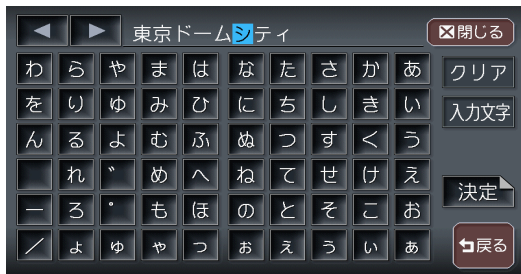 ◀ ▶ 東京ドームシティ ☒閉じる
わ ら や ま は な た さ か あ クリア
を り ゆ み ひ に ち し き い 入力文字
ん る よ む ふ ぬ つ す く う
れ ゛ め へ ね て せ け え 決定
ー ろ ゜ も ほ の と そ こ お
／ ょ ゅ ゃ っ ぉ ぇ ぅ ぃ ぁ 戻る